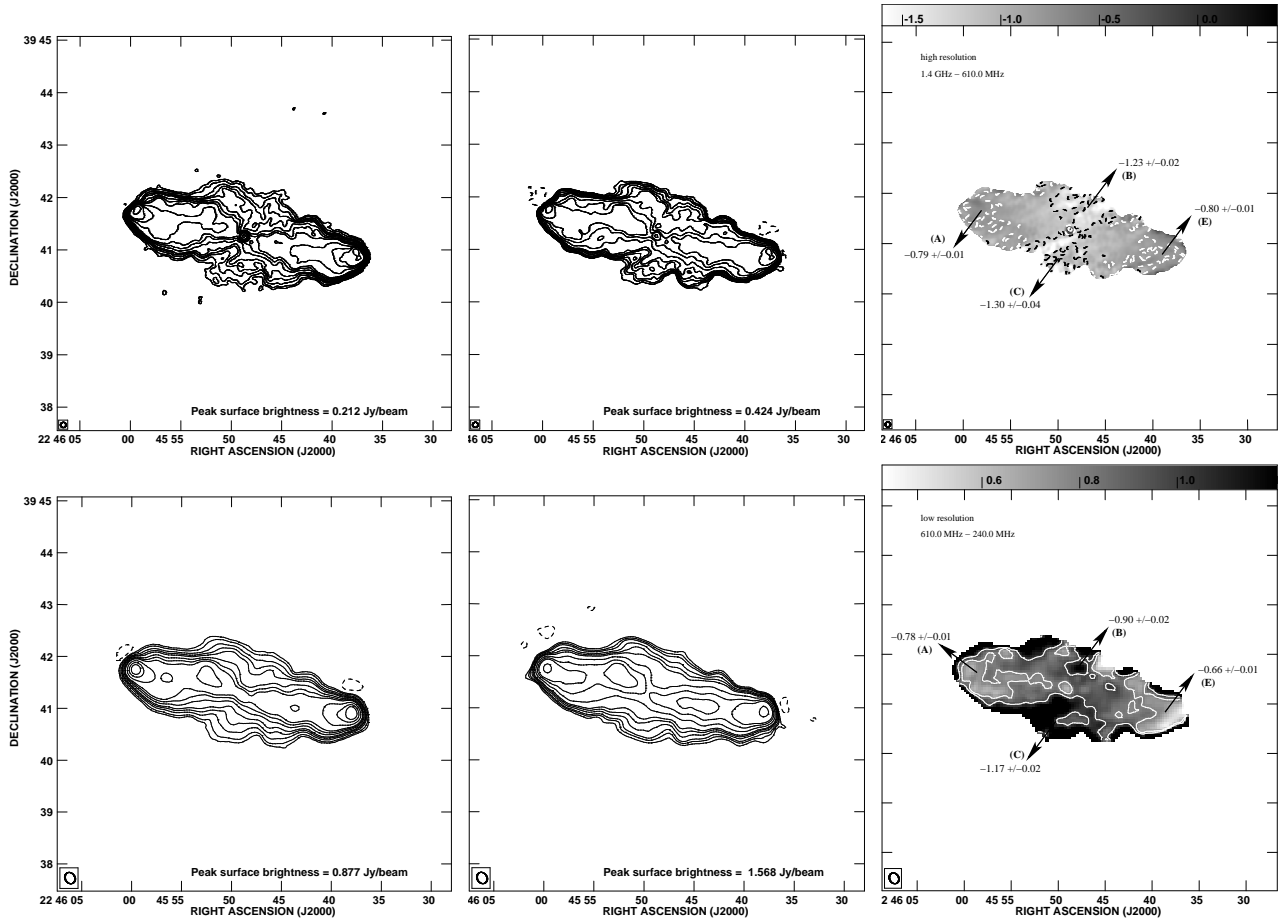 39 45
44
43
42
41
40
39
38
DECLINATION (J2000)
Peak surface brightness = 0.212 Jy/beam
22 46 05
00
45 55
50
45
40
35
30
RIGHT ASCENSION (J2000)
Peak surface brightness = 0.424 Jy/beam
22 46 05
00
45 55
50
45
40
35
30
RIGHT ASCENSION (J2000)
-1.5
-1.0
-0.5
0.0
high resolution
1.4 GHz − 610.0 MHz
−1.23 +/−0.02
(B)
−0.80 +/−0.01
(E)
(A)
−0.79 +/−0.01
(C)
−1.30 +/−0.04
2 46 05
00
45 55
50
45
40
35
30
RIGHT ASCENSION (J2000)
39 45
44
43
42
41
40
39
38
DECLINATION (J2000)
Peak surface brightness = 0.877 Jy/beam
22 46 05
00
45 55
50
45
40
35
30
RIGHT ASCENSION (J2000)
Peak surface brightness = 1.568 Jy/beam
22 46 05
00
45 55
50
45
40
35
30
RIGHT ASCENSION (J2000)
0.6
0.8
1.0
low resolution
610.0 MHz − 240.0 MHz
−0.90 +/−0.02
(B)
−0.78 +/−0.01
(A)
−0.66 +/−0.01
(E)
(C)
−1.17 +/−0.02
22 46 05
00
45 55
50
45
40
35
30
RIGHT ASCENSION (J2000)